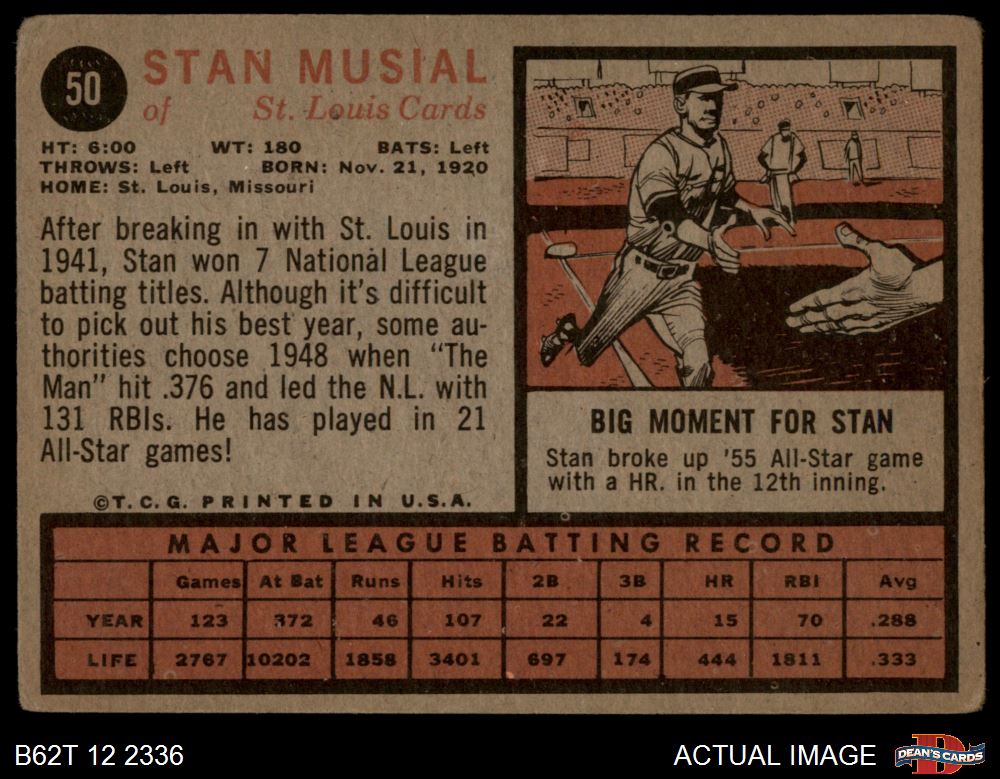 50
STAN MUSIAL
of St. Louis Cards
HT: 6:00 WT: 180 BATS: Left
THROWS: Left BORN: Nov. 21, 1920
HOME: St. Louis, Missouri
After breaking in with St. Louis in
1941, Stan won 7 National League
batting titles. Although it's difficult
to pick out his best year, some au-
thorities choose 1948 when "The
Man" hit .376 and led the N.L. with
131 RBIs. He has played in 21
All-Star games!
©T.C.G. PRINTED IN U.S.A.
BIG MOMENT FOR STAN
Stan broke up '55 All-Star game
with a HR. in the 12th inning.
MAJOR LEAGUE BATTING RECORD
Games At Bat Runs Hits 2B 3B HR RBI Avg
YEAR 123 372 46 107 22 4 15 70 .288
LIFE 2767 10202 1858 3401 697 174 444 1811 .333
B62T 12 2336
ACTUAL IMAGE
D
DEAN'S CARDS